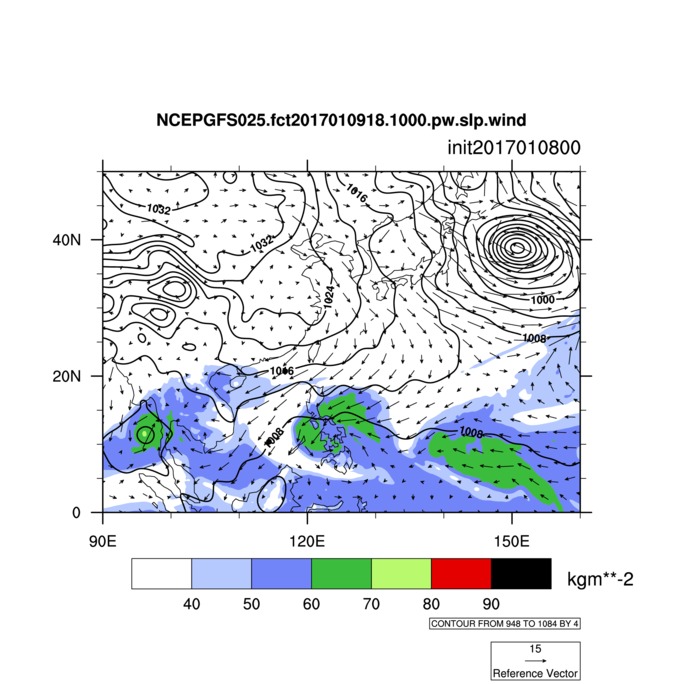 NCEPGFS025.fct2017010918.1000.pw.slp.wind
init2017010800
1016
1032
1032
40N
1024
1000
1008
1016
20N
1008
1008
0
90E 120E 150E
kgm**-2
40 50 60 70 80 90
CONTOUR FROM 948 TO 1084 BY 4
15
Reference Vector